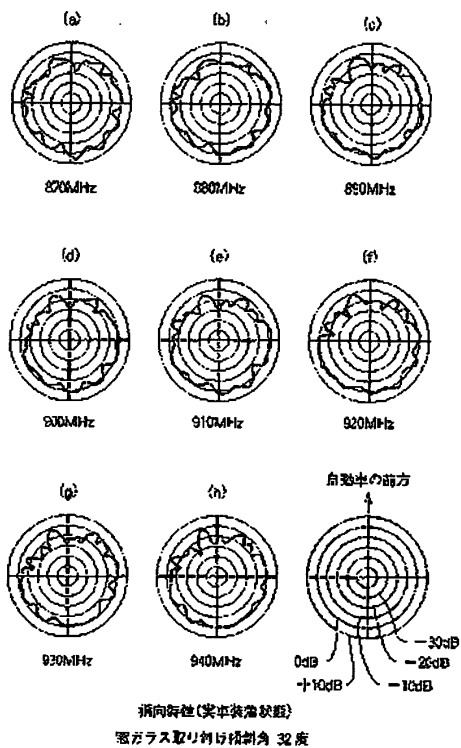 (a) (b) (c)
870MHz 880MHz 890MHz
(d) (e) (f)
900MHz 910MHz 920MHz
(g) (h) 自動車の前方
930MHz 940MHz
-30dB
0dB -20dB
+10dB -10dB
指向特性(実車装着状態)
窓ガラス取り付け傾斜角 32度